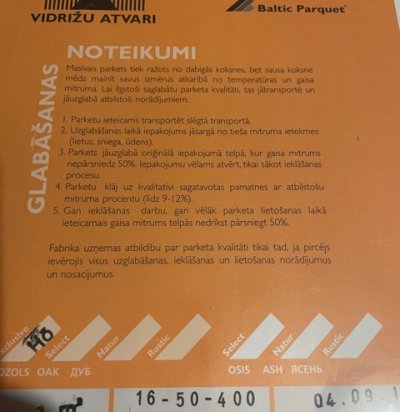 VIDRIŽU ATVARI
Baltic Parquet
NOTEIKUMI
GLABĀŠANAS
Masīvais parkets tiek ražots no dabīgās koksnes, bet sausa koksne
mēdz mainīt savus izmērus atkarībā no temperatūras un gaisa
mitruma. Lai ilgstoši saglabātu parketa kvalitāti, tas jātransportē un
jāuzglabā atbilstoši norādījumiem:
1. Parketu ieteicams transportēt slēgtā transportā.
2. Uzglabāšanas laikā iepakojums jāsargā no tieša mitruma ietekmes
(lietus, sniega, ūdens).
3. Parkets jāuzglabā oriģinālā iepakojumā telpā, kur gaisa mitrums
nepārsniedz 50%. Iepakojumu vēlams atvērt, tikai sākot ieklāšanas
procesu.
4. Parketu klāj uz kvalitatīvi sagatavotas pamatnes ar atbilstošu
mitruma procentu (līdz 9-12%).
5. Gan ieklāšanas darbu, gan vēlāk parketa lietošanas laikā
ieteicamais gaisa mitrums telpās nedrīkst pārsniegt 50%.
Fabrika uzņemas atbildību par parketa kvalitāti tikai tad, ja pircējs
ievērojis visus uzglabāšanas, ieklāšanas un lietošanas norādījumus
un nosacījumus.
Exclusive Select Natur Rustic Select Natur Rustic
OZOLS OAK ДУБ OSIS ASH ЯСЕНЬ
16-50-400 04.09.